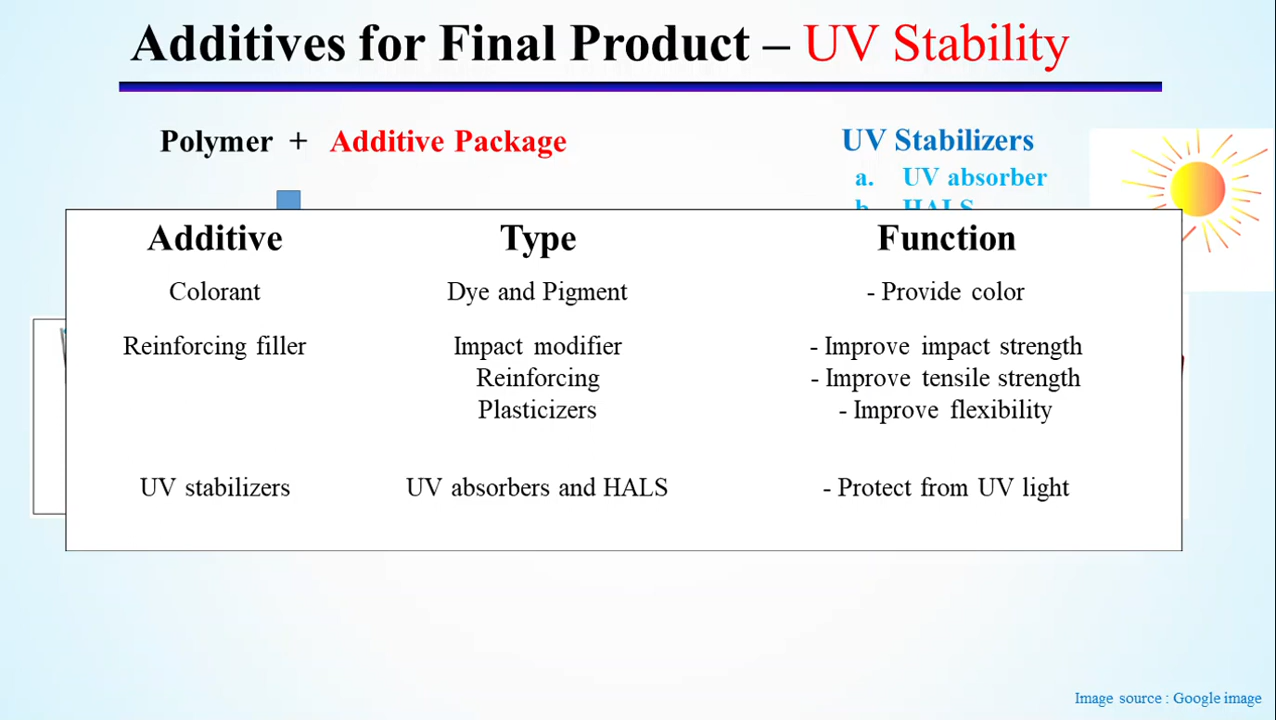 Additives for Final Product – UV Stability
Polymer + Additive Package
UV Stabilizers
a. UV absorber
b. HALS
Additive Type Function
Colorant Dye and Pigment - Provide color
Reinforcing filler Impact modifier - Improve impact strength
Reinforcing - Improve tensile strength
Plasticizers - Improve flexibility
UV stabilizers UV absorbers and HALS - Protect from UV light
Image source : Google image